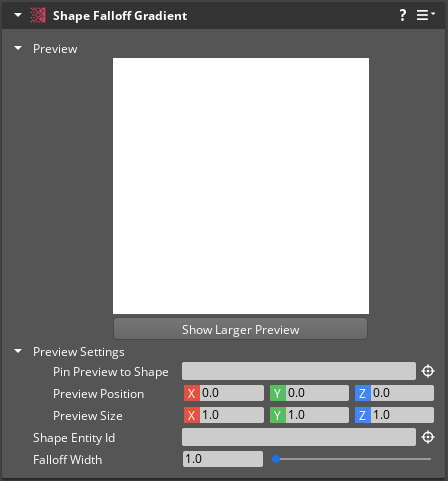 Shape Falloff Gradient ?
Preview
Show Larger Preview
Preview Settings
Pin Preview to Shape
Preview Position X 0.0 Y 0.0 Z 0.0
Preview Size X 1.0 Y 1.0 Z 1.0
Shape Entity Id
Falloff Width 1.0